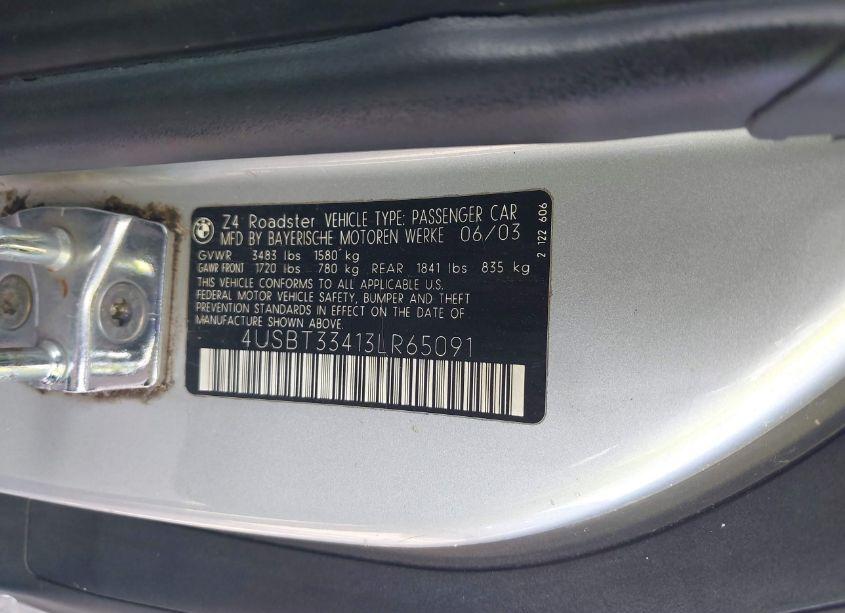 Z4 Roadster VEHICLE TYPE: PASSENGER CAR
MFD BY BAYERISCHE MOTOREN WERKE 06/03
GVWR 3483 lbs 1580 kg
GAWR FRONT 1720 lbs 780 kg REAR 1841 lbs 835 kg
THIS VEHICLE CONFORMS TO ALL APPLICABLE U.S.
FEDERAL MOTOR VEHICLE SAFETY, BUMPER AND THEFT
PREVENTION STANDARDS IN EFFECT ON THE DATE OF
MANUFACTURE SHOWN ABOVE.
4USBT33413LR65091
2 122 606